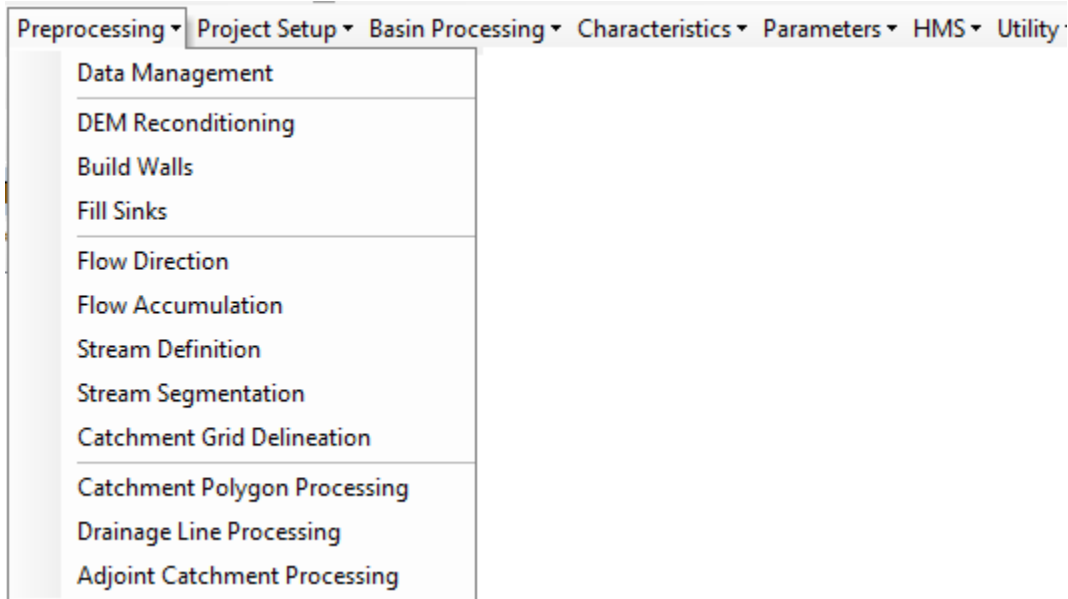 Preprocessing Project Setup Basin Processing Characteristics Parameters HMS Utility
Data Management
DEM Reconditioning
Build Walls
Fill Sinks
Flow Direction
Flow Accumulation
Stream Definition
Stream Segmentation
Catchment Grid Delineation
Catchment Polygon Processing
Drainage Line Processing
Adjoint Catchment Processing